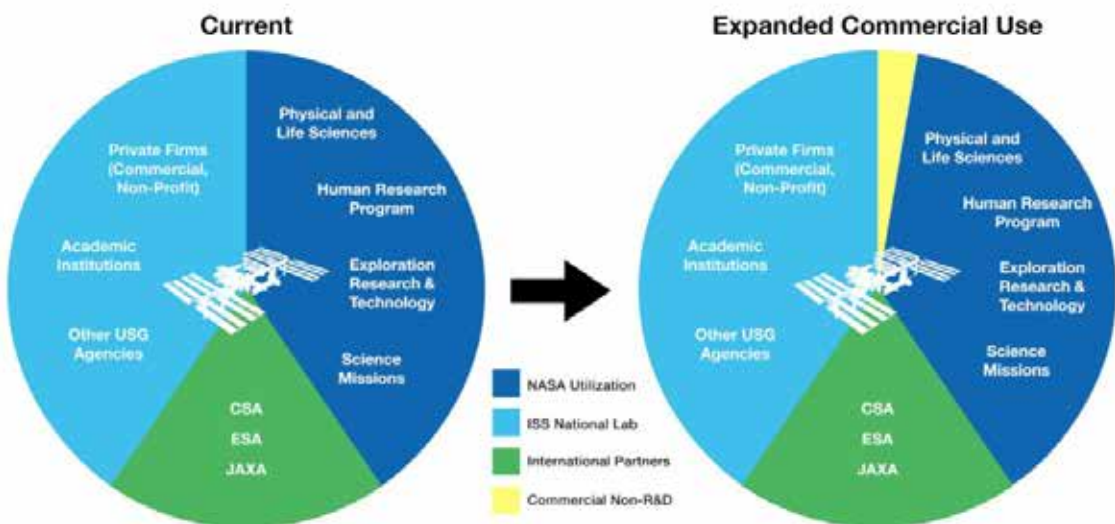 Current
Physical and
Life Sciences
Private Firms
(Commercial,
Non-Profit)
Human Research
Program
Academic
Institutions
Exploration
Research &
Technology
Other USG
Agencies
Science
Missions
CSA
ESA
JAXA
NASA Utilization
ISS National Lab
International Partners
Commercial Non-R&D
Expanded Commercial Use
Physical and
Life Sciences
Private Firms
(Commercial,
Non-Profit)
Human Research
Program
Academic
Institutions
Exploration
Research &
Technology
Other USG
Agencies
Science
Missions
CSA
ESA
JAXA